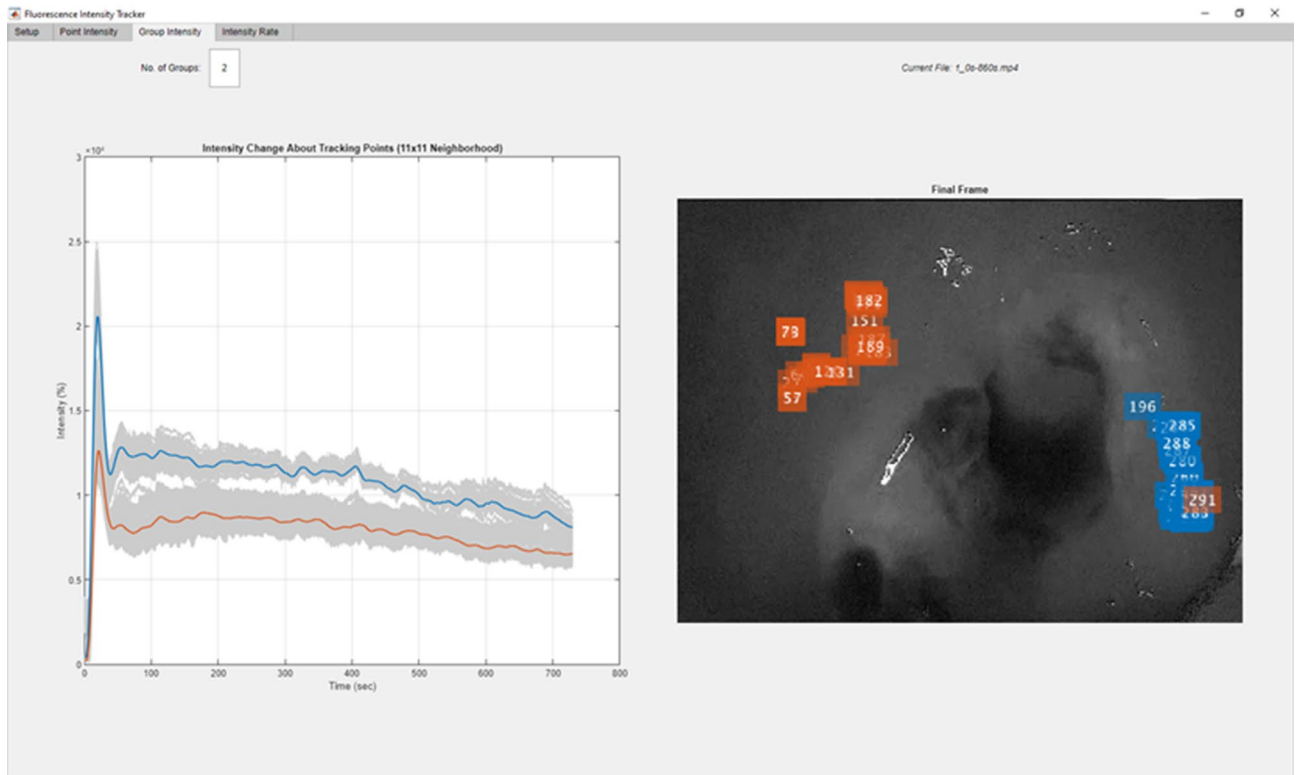 Fluorescence Intensity Tracker
Setup Point Intensity Group Intensity Intensity Rate
No. of Groups: 2
Current File: 1_0s-860s.mp4
Intensity Change About Tracking Points (11x11 Neighborhood)
×10⁴
3
2.5
2
1.5
1
0.5
0
Intensity (%)
0 100 200 300 400 500 600 700 800
Time (sec)
Final Frame
182
151
73
189
131
57
196
285
288
280
291